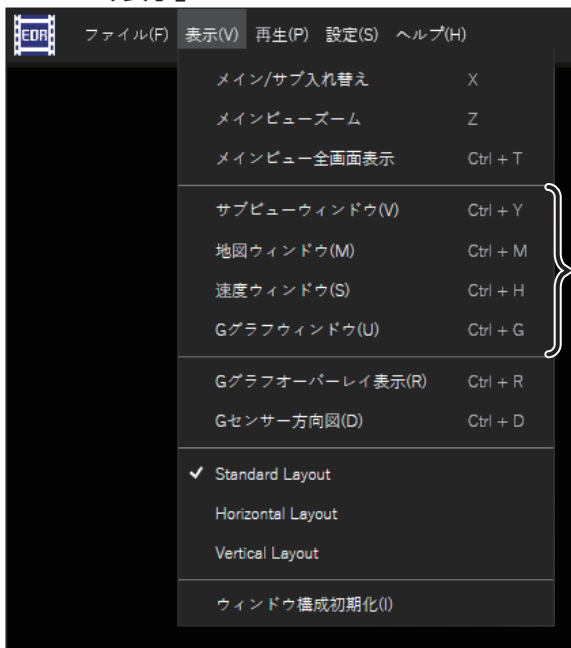 EDR ファイル(F) 表示(V) 再生(P) 設定(S) ヘルプ(H)
メイン/サブ入れ替え X
メインビューズーム Z
メインビュー全画面表示 Ctrl + T
サブビューウィンドウ(V) Ctrl + Y
地図ウィンドウ(M) Ctrl + M
速度ウィンドウ(S) Ctrl + H
Gグラフウィンドウ(U) Ctrl + G
Gグラフオーバーレイ表示(R) Ctrl + R
Gセンサー方向図(D) Ctrl + D
✓ Standard Layout
Horizontal Layout
Vertical Layout
ウィンドウ構成初期化(I)